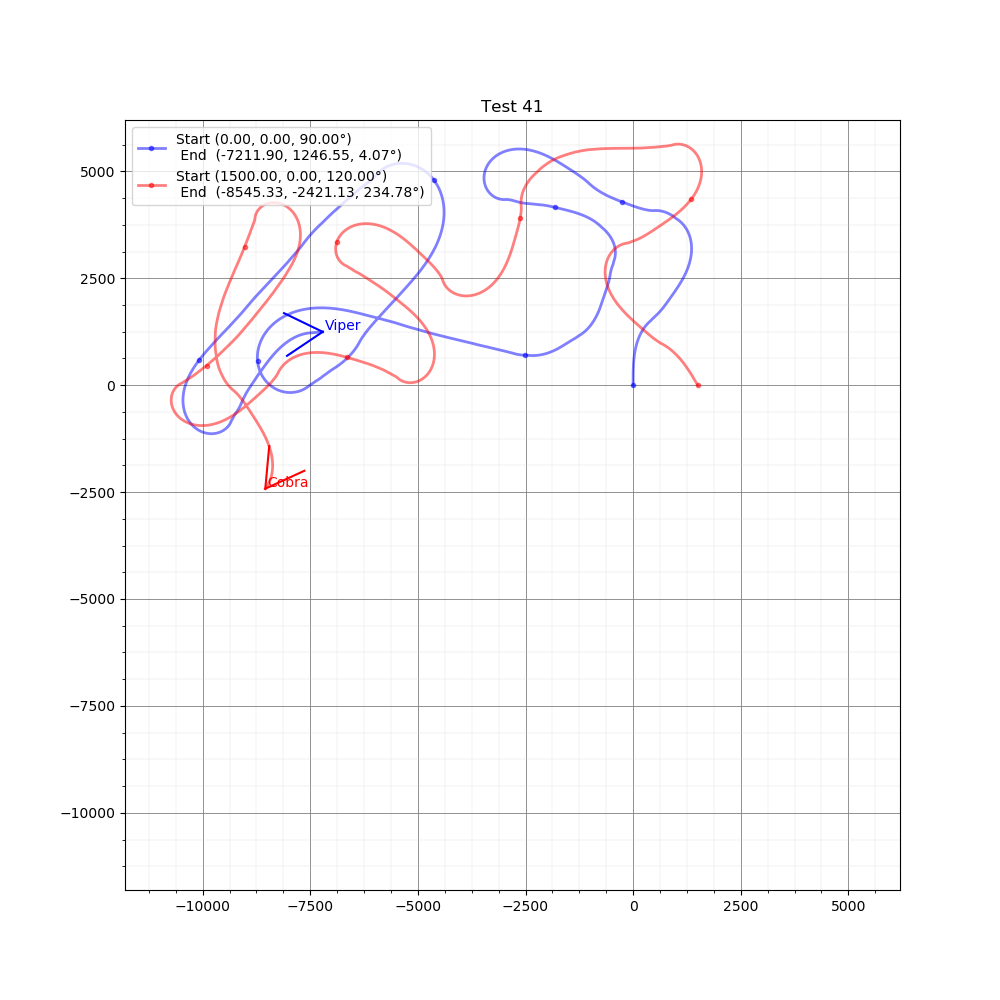 Test 41
Start (0.00, 0.00, 90.00°)
End (-7211.90, 1246.55, 4.07°)
Start (1500.00, 0.00, 120.00°)
End (-8545.33, -2421.13, 234.78°)
5000
2500
0
−2500
−5000
−7500
−10000
Viper
Cobra
−10000 −7500 −5000 −2500 0 2500 5000